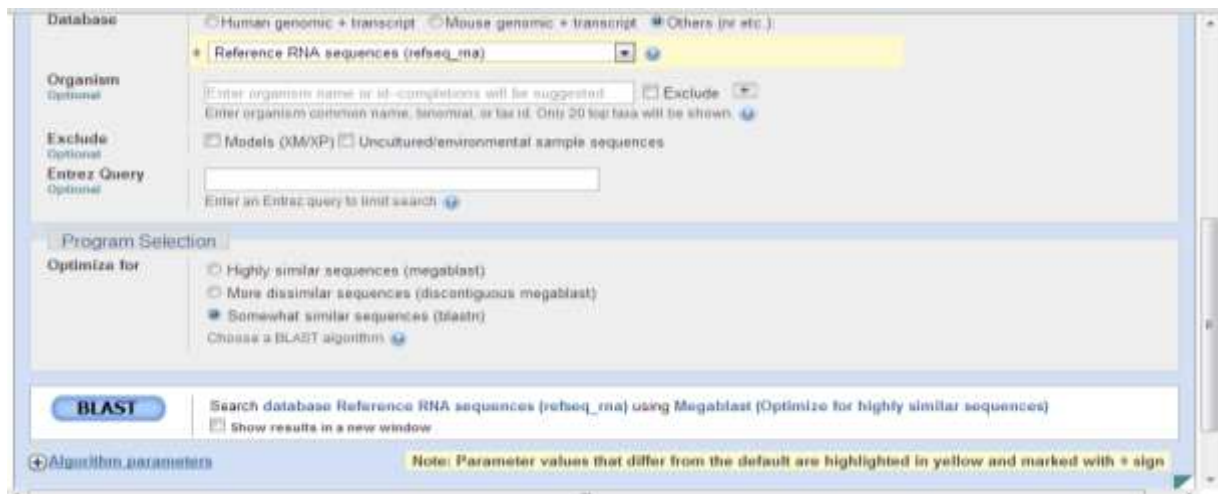 Database Human genomic + transcript Mouse genomic + transcript Others (nr etc.):
+ Reference RNA sequences (refseq_rna)
Organism
Optional
Enter organism name or id--completions will be suggested Exclude +
Enter organism common name, binomial, or tax id. Only 20 top taxa will be shown.
Exclude
Optional
Models (XM/XP) Uncultured/environmental sample sequences
Entrez Query
Optional
Enter an Entrez query to limit search
Program Selection
Optimize for
Highly similar sequences (megablast)
More dissimilar sequences (discontiguous megablast)
Somewhat similar sequences (blastn)
Choose a BLAST algorithm
BLAST Search database Reference RNA sequences (refseq_rna) using Megablast (Optimize for highly similar sequences)
Show results in a new window
Algorithm parameters Note: Parameter values that differ from the default are highlighted in yellow and marked with + sign